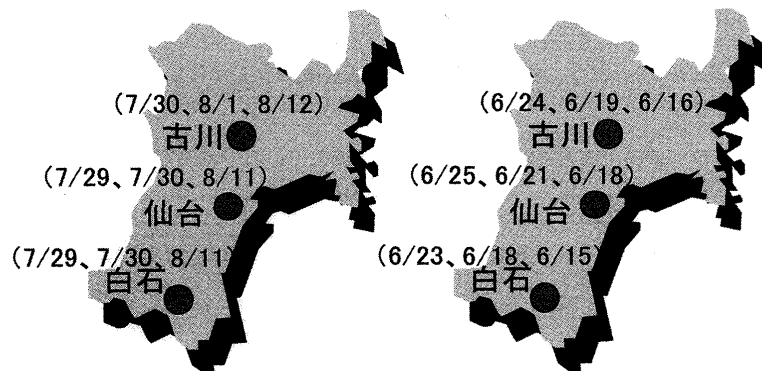 (7/30、8/1、8/12)
古川
(7/29、7/30、8/11)
仙台
(7/29、7/30、8/11)
白石
(6/24、6/19、6/16)
古川
(6/25、6/21、6/18)
仙台
(6/23、6/18、6/15)
白石